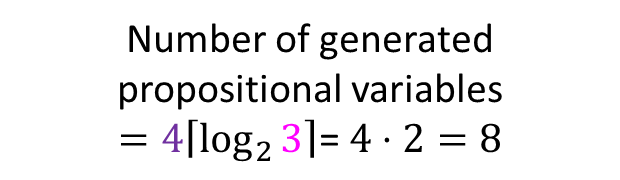 Number of generated
propositional variables
= 4⌈log₂ 3⌉= 4 · 2 = 8